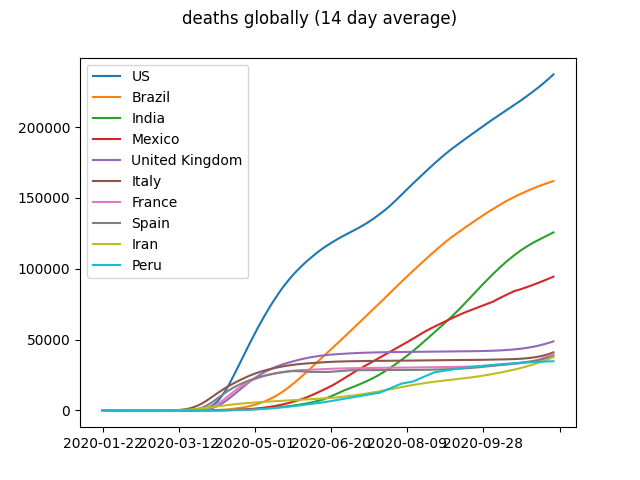 deaths globally (14 day average)
US
Brazil
India
Mexico
United Kingdom
Italy
France
Spain
Iran
Peru
200000
150000
100000
50000
0
2020-01-22 2020-03-12 2020-05-01 2020-06-20 2020-08-09 2020-09-28